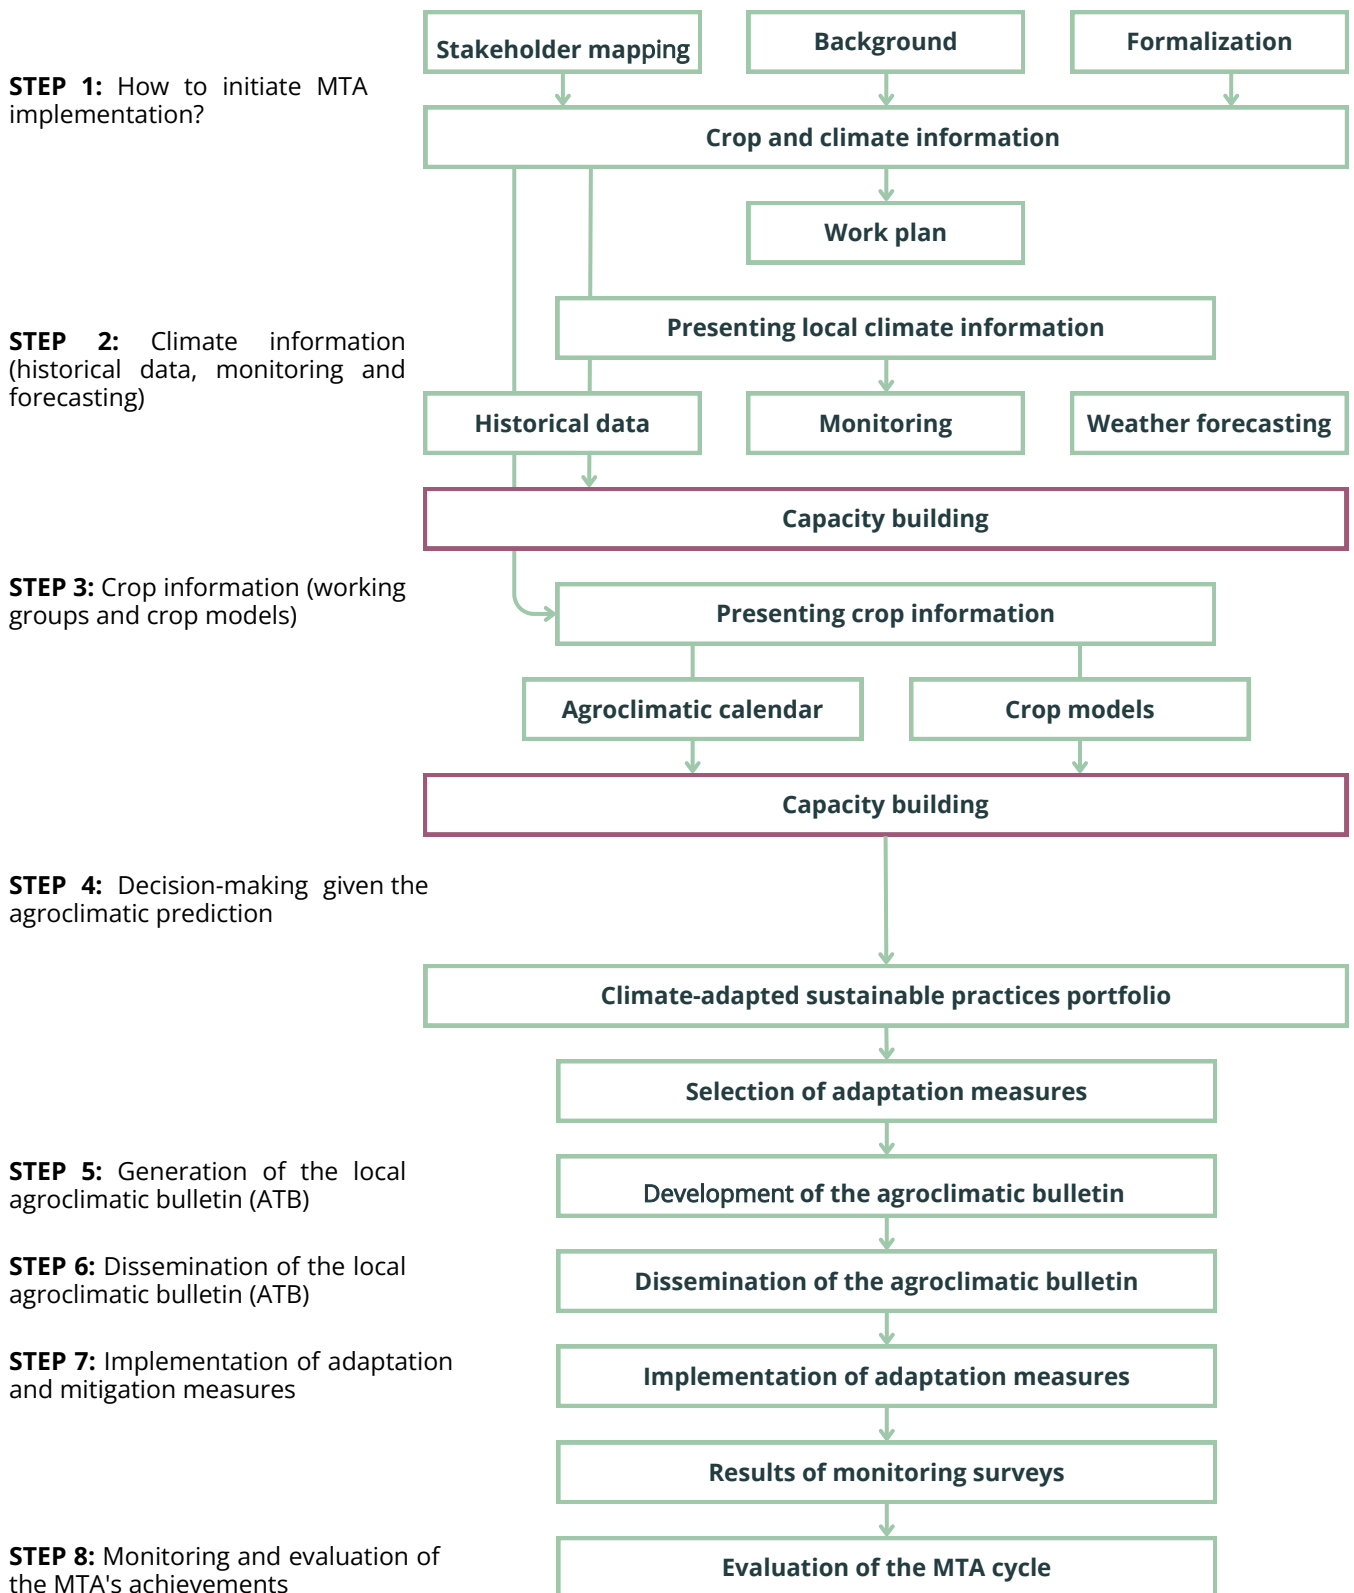 Stakeholder mapping
Background
Formalization
STEP 1: How to initiate MTA
implementation?
Crop and climate information
Work plan
Presenting local climate information
STEP 2: Climate information
(historical data, monitoring and
forecasting)
Historical data
Monitoring
Weather forecasting
Capacity building
STEP 3: Crop information (working
groups and crop models)
Presenting crop information
Agroclimatic calendar
Crop models
Capacity building
STEP 4: Decision-making given the
agroclimatic prediction
Climate-adapted sustainable practices portfolio
Selection of adaptation measures
STEP 5: Generation of the local
agroclimatic bulletin (ATB)
Development of the agroclimatic bulletin
STEP 6: Dissemination of the local
agroclimatic bulletin (ATB)
Dissemination of the agroclimatic bulletin
STEP 7: Implementation of adaptation
and mitigation measures
Implementation of adaptation measures
Results of monitoring surveys
STEP 8: Monitoring and evaluation of
the MTA's achievements
Evaluation of the MTA cycle